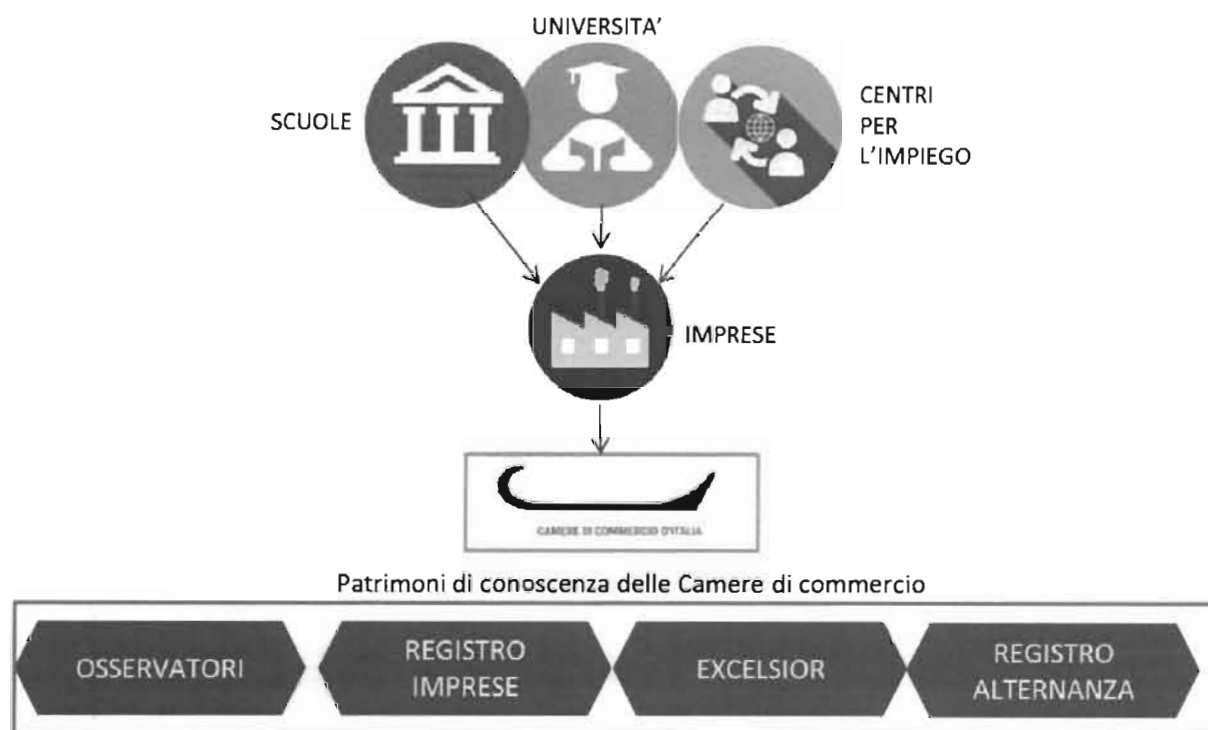 UNIVERSITA'
SCUOLE
CENTRI
PER
L'IMPIEGO
IMPRESE
CAMERE DI COMMERCIO D'ITALIA
Patrimoni di conoscenza delle Camere di commercio
OSSERVATORI
REGISTRO
IMPRESE
EXCELSIOR
REGISTRO
ALTERNANZA